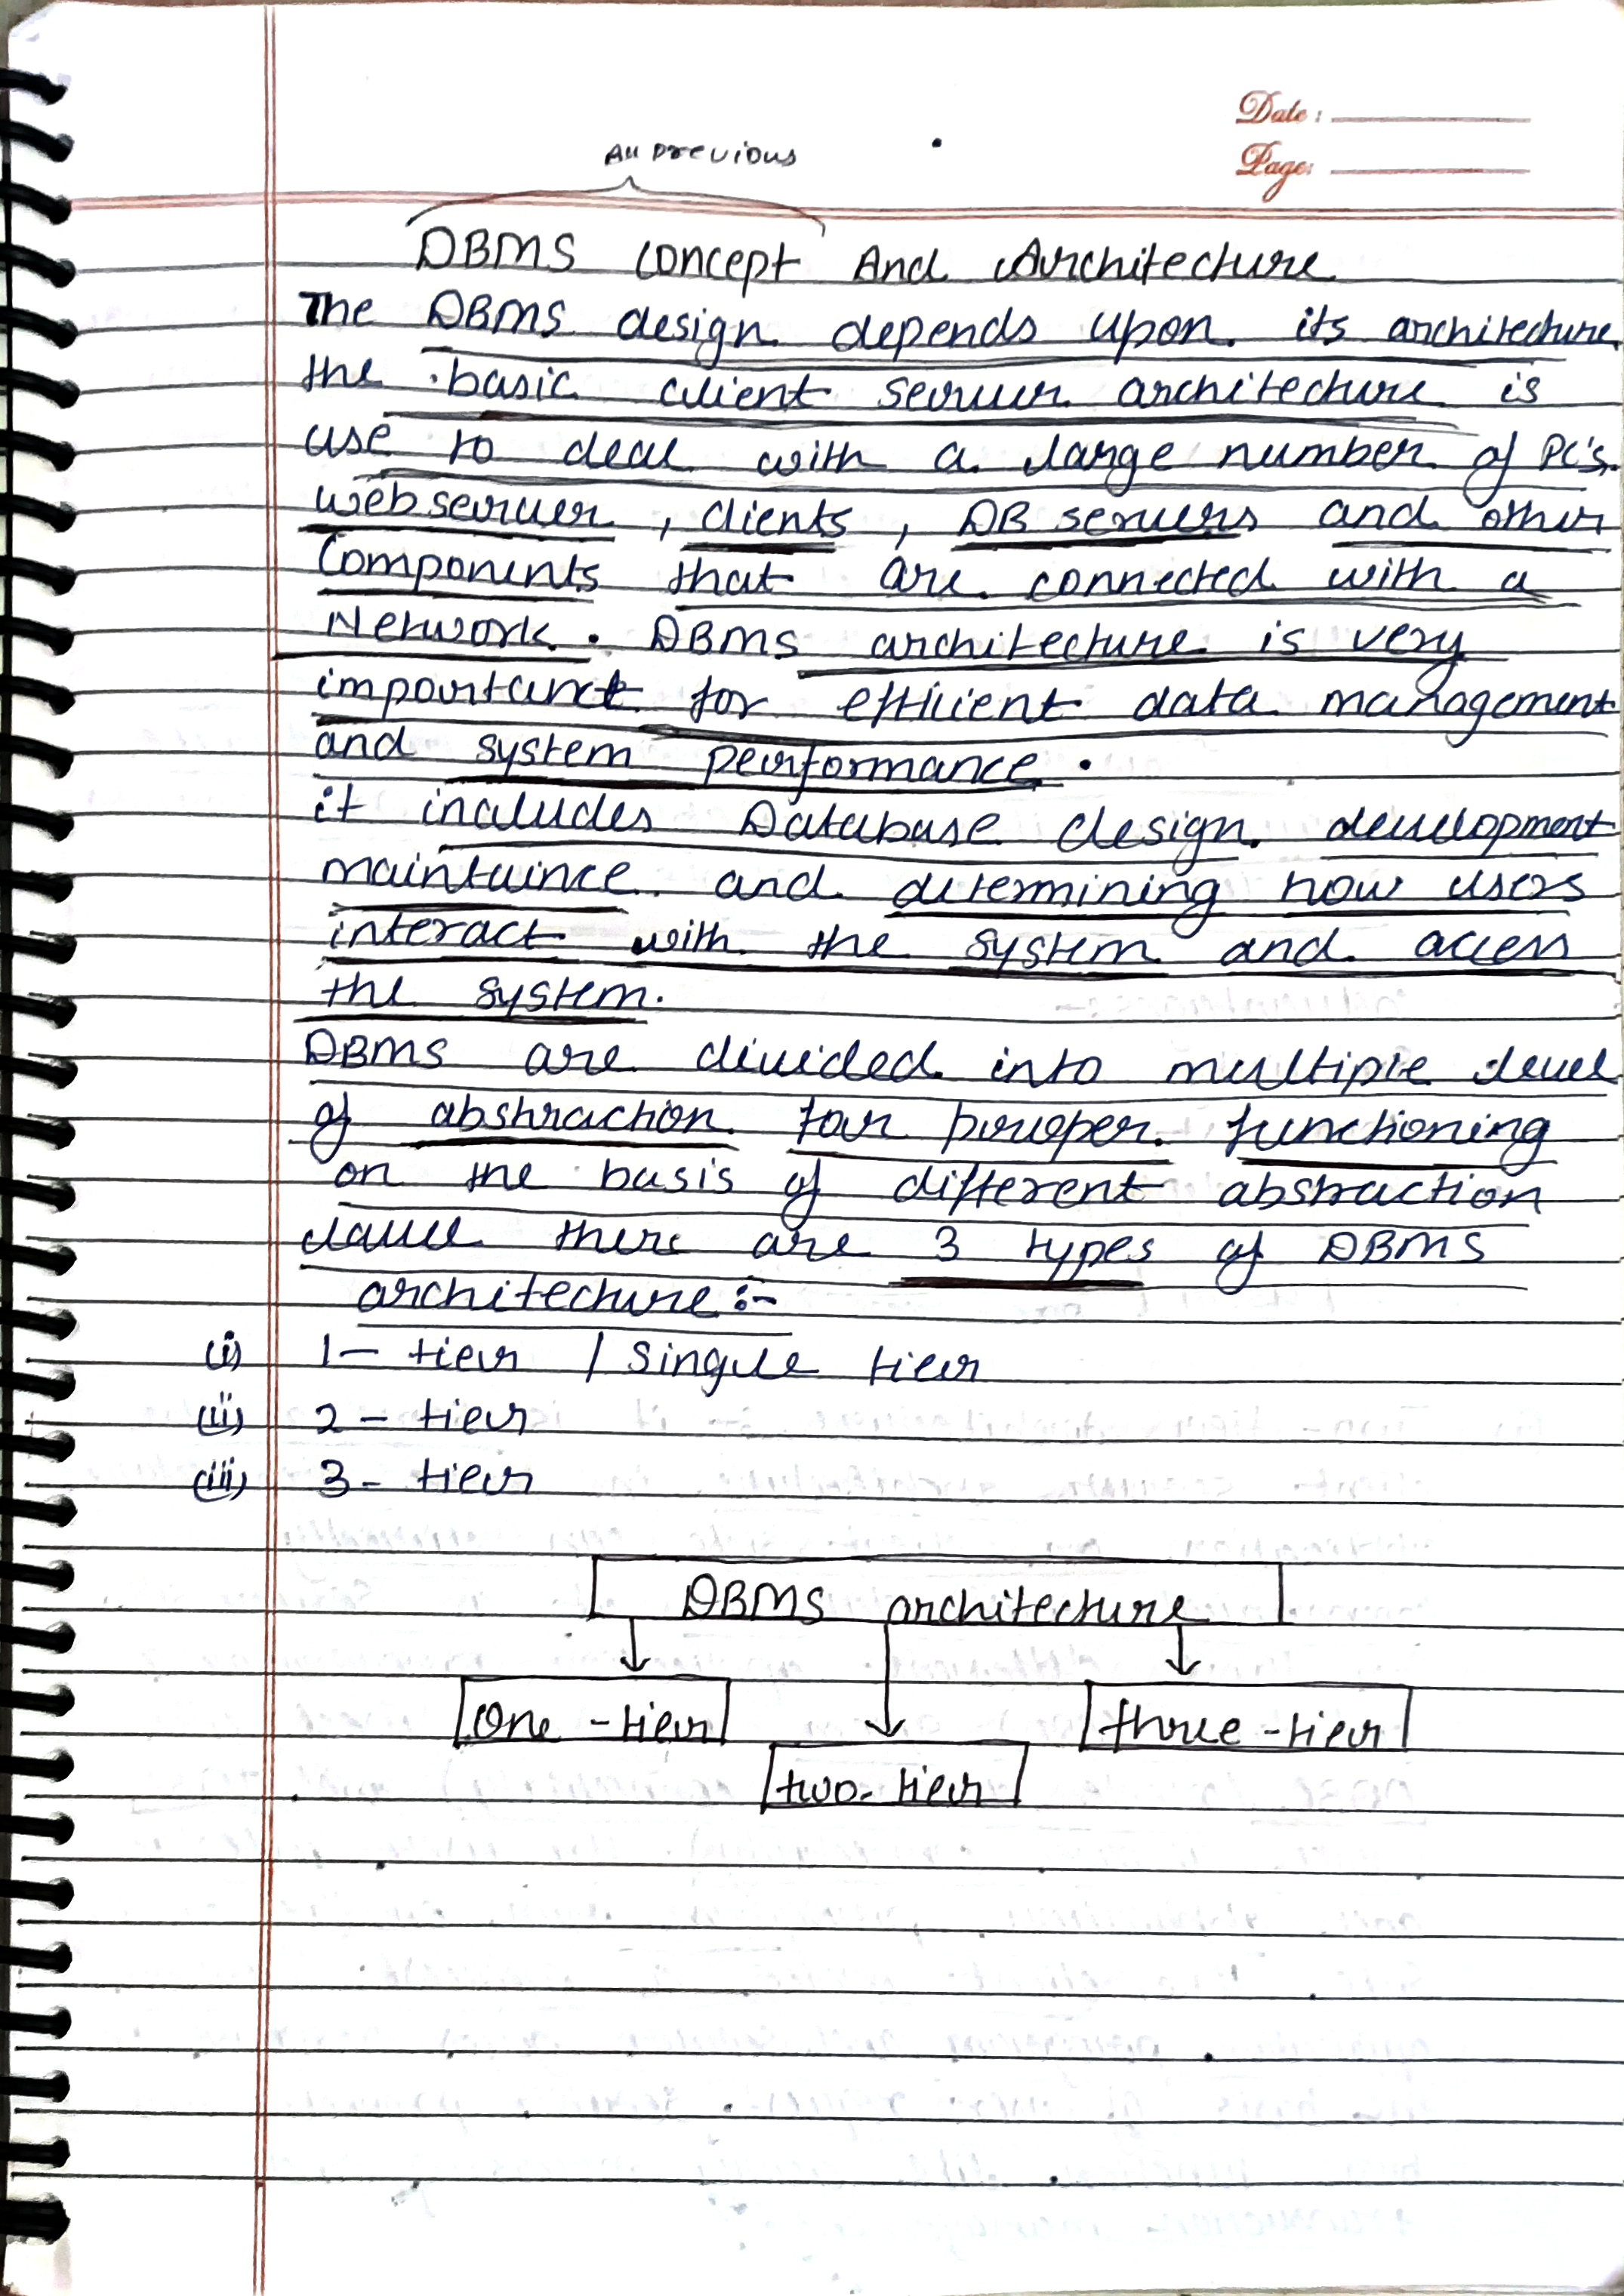 Date:
Page:
All previous
DBMS concept And Architecture
The DBMS design depends upon its architecture
the basic client server architecture is
use to deal with a large number of PC's
webserver, clients, DB servers and other
Components that are connected with a
Network. DBMS architecture is very
important for efficient data management
and system performance.
it includes Database design development
maintaince and determining how users
interact with the system and access
the system.
DBMS are divided into multiple level
of abstraction for proper functioning
on the basis of different abstraction
there are 3 types of DBMS
architecture:-
(i) 1- tier / Single tier
(ii) 2- tier
(iii) 3- tier
DBMS architecture
One-tier
three-tier
two-tier